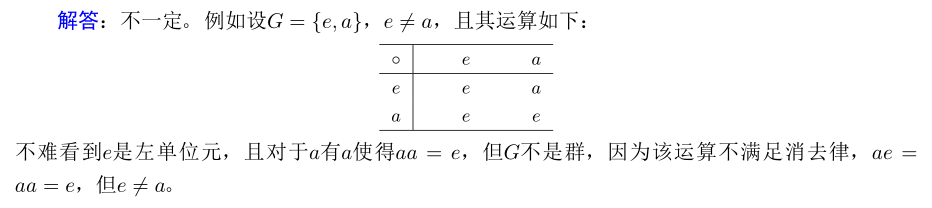 解答：不一定。例如设G = {e, a}，e ≠ a，且其运算如下：
∘ e a
e e a
a e e
不难看到e是左单位元，且对于a有a使得aa = e，但G不是群，因为该运算不满足消去律，ae =
aa = e，但e ≠ a。